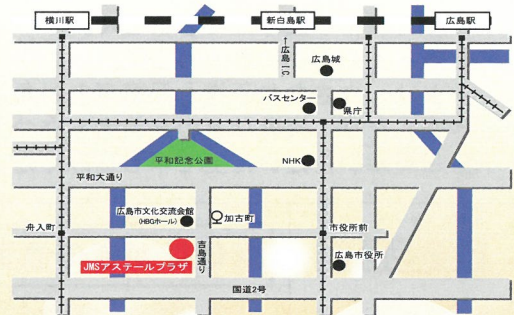 横川駅
新白島駅
広島駅
←広島IC
広島城
バスセンター
県庁
平和記念公園
NHK
平和大通り
広島市文化交流会館
(HBGホール)
加古町
舟入町
市役所前
吉島通り
広島市役所
JMSアステールプラザ
国道2号